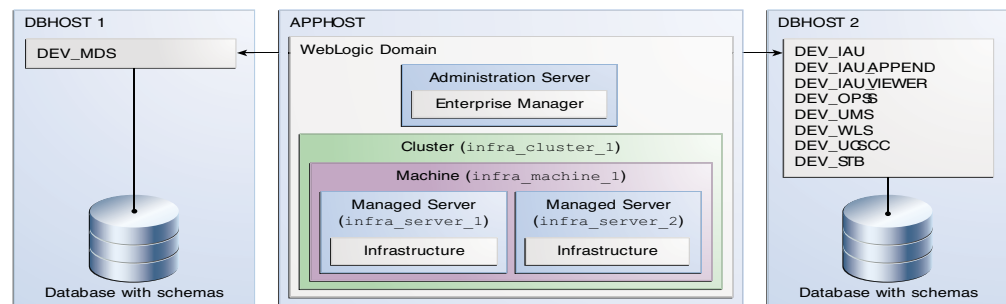 DBHOST 1
DEV_MDS
Database with schemas
APPHOST
WebLogic Domain
Administration Server
Enterprise Manager
Cluster (infra_cluster_1)
Machine (infra_machine_1)
Managed Server
(infra_server_1)
Infrastructure
Managed Server
(infra_server_2)
Infrastructure
DBHOST 2
DEV_IAU
DEV_IAU_APPEND
DEV_IAU_VIEWER
DEV_OPSS
DEV_UMS
DEV_WLS
DEV_UCSCC
DEV_STB
Database with schemas